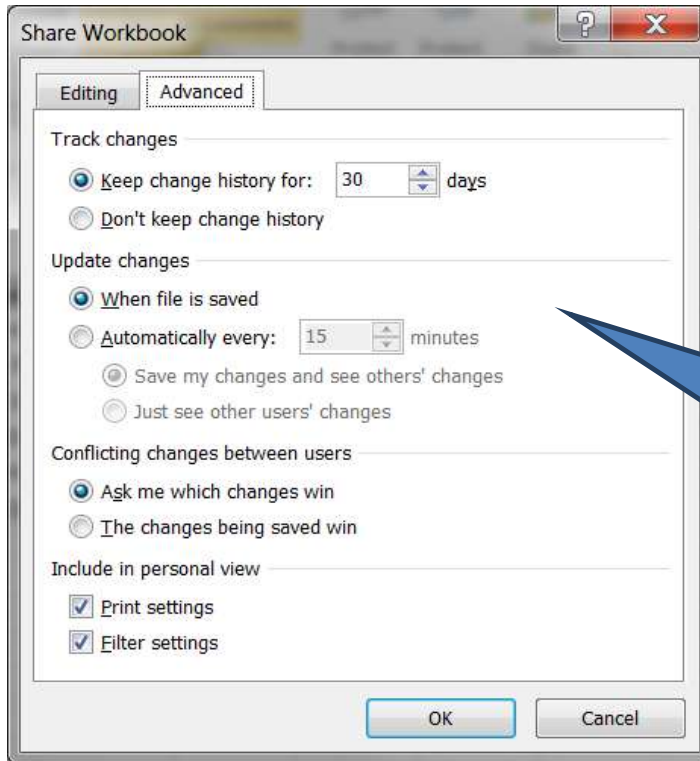 Share Workbook
Editing Advanced
Track changes
Keep change history for: 30 days
Don't keep change history
Update changes
When file is saved
Automatically every: 15 minutes
Save my changes and see others' changes
Just see other users' changes
Conflicting changes between users
Ask me which changes win
The changes being saved win
Include in personal view
Print settings
Filter settings
OK Cancel